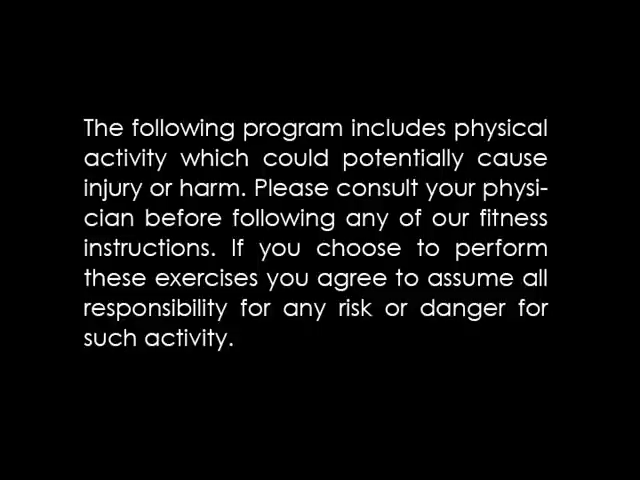 The following program includes physical
activity which could potentially cause
injury or harm. Please consult your physi-
cian before following any of our fitness
instructions. If you choose to perform
these exercises you agree to assume all
responsibility for any risk or danger for
such activity.